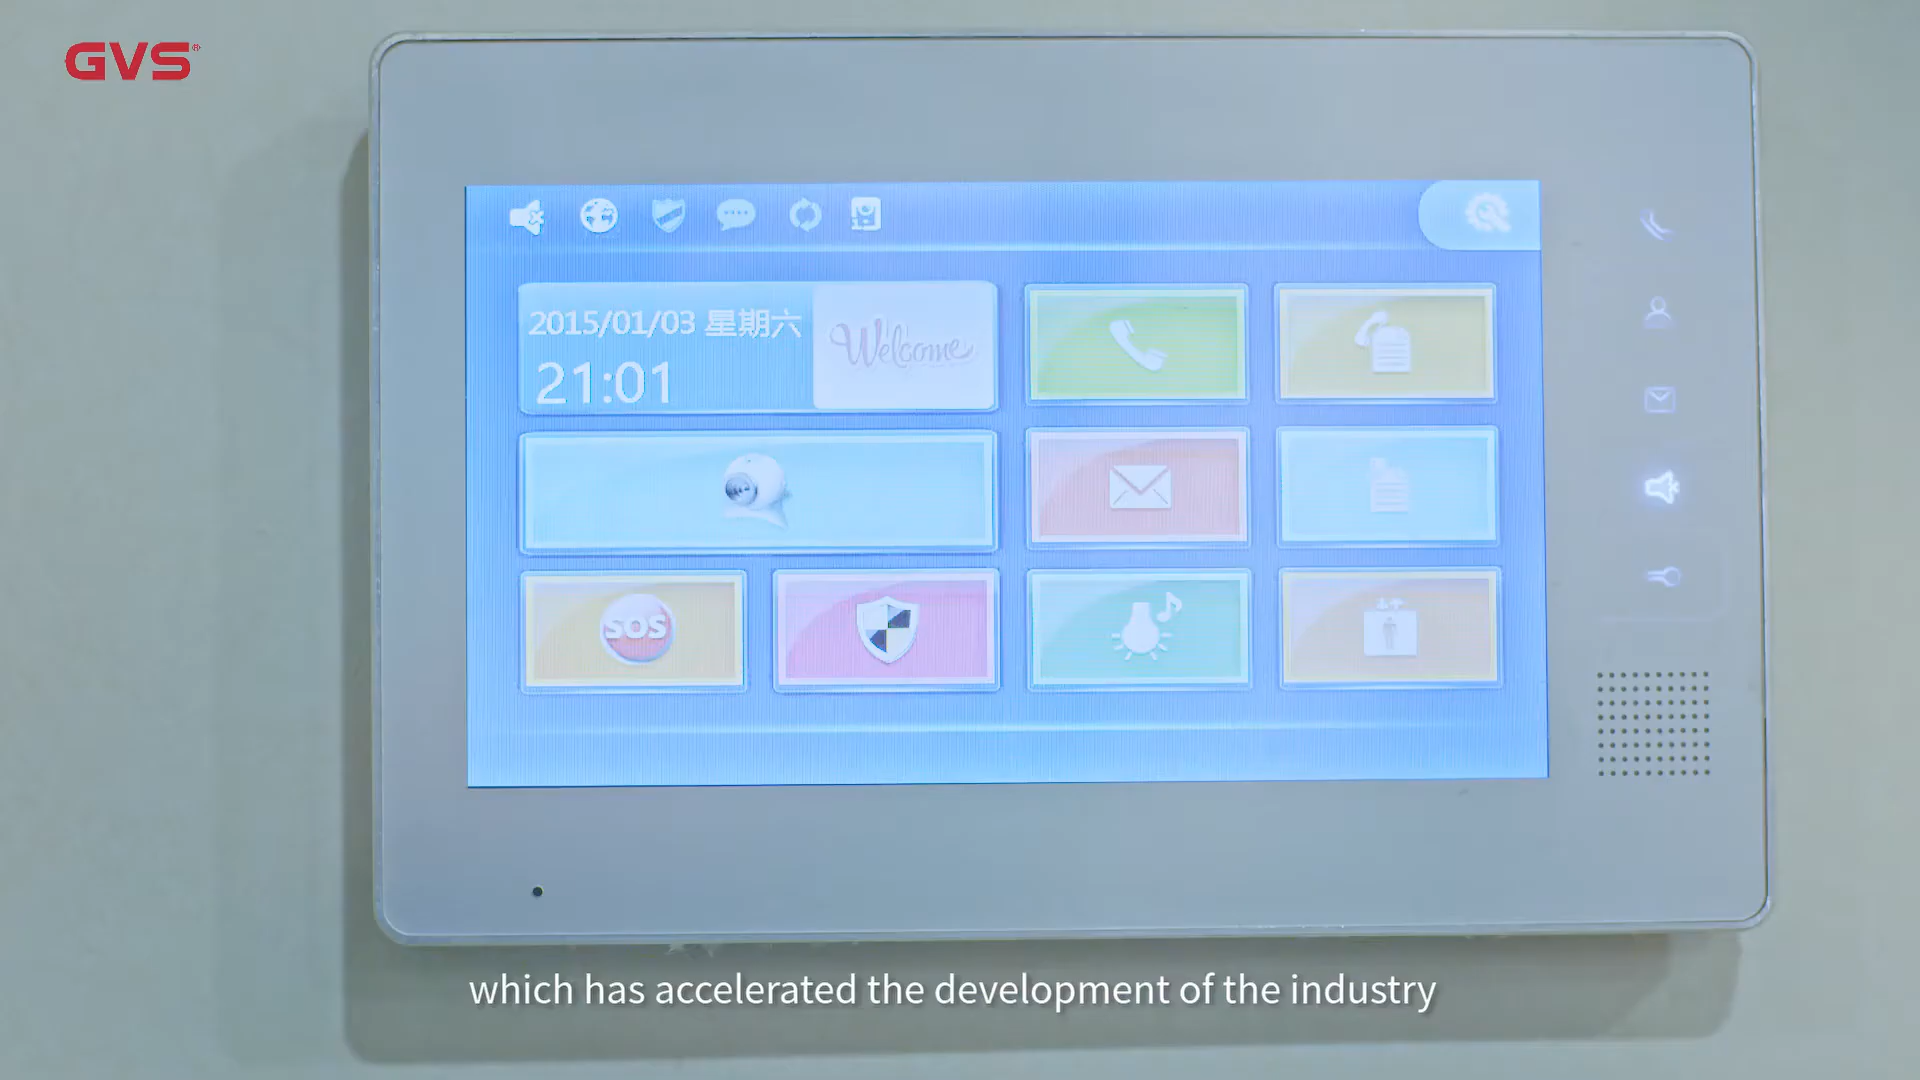 GVS®
2015/01/03 星期六
21:01
Welcome
SOS
which has accelerated the development of the industry